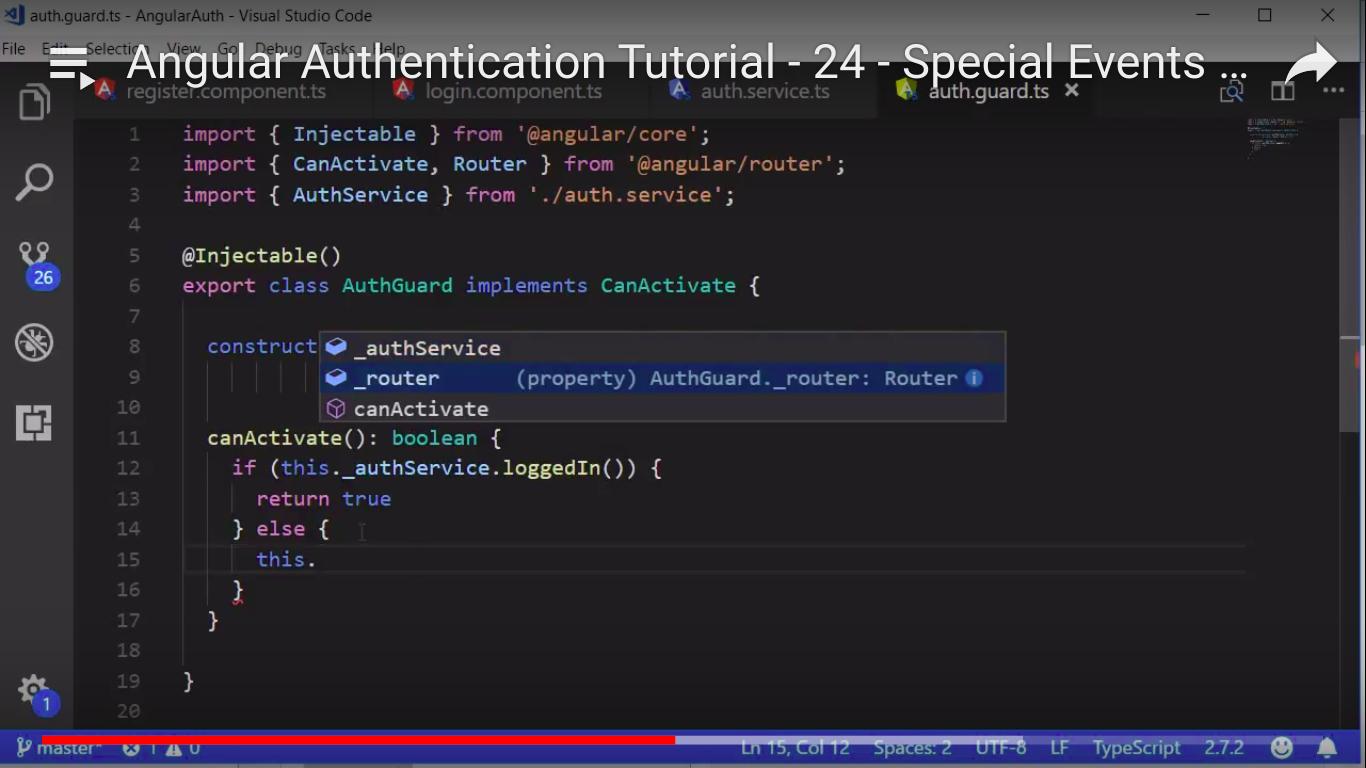 auth.guard.ts - AngularAuth - Visual Studio Code
File Edit Selection View Go Debug Tasks Help
Angular Authentication Tutorial - 24 - Special Events ...
register.component.ts login.component.ts auth.service.ts auth.guard.ts
1 import { Injectable } from '@angular/core';
2 import { CanActivate, Router } from '@angular/router';
3 import { AuthService } from './auth.service';
4
5 @Injectable()
6 export class AuthGuard implements CanActivate {
7
8 construct _authService
9 _router (property) AuthGuard._router: Router
10 canActivate
11 canActivate(): boolean {
12 if (this._authService.loggedIn()) {
13 return true
14 } else {
15 this.
16 }
17 }
18
19 }
20
26
1
master* 1 0 Ln 15, Col 12 Spaces: 2 UTF-8 LF TypeScript 2.7.2